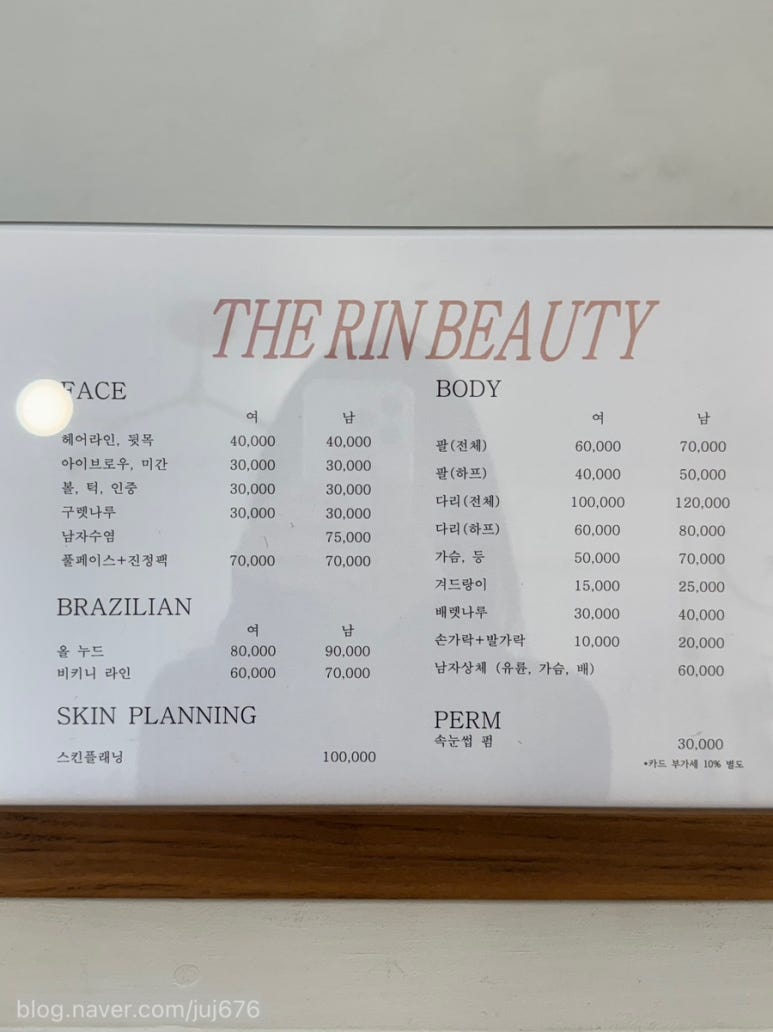 THE RIN BEAUTY
FACE
여 남
헤어라인, 뒷목 40,000 40,000
아이브로우, 미간 30,000 30,000
볼, 턱, 인중 30,000 30,000
구렛나루 30,000 30,000
남자수염 75,000
풀페이스+진정팩 70,000 70,000
BRAZILIAN
여 남
올 누드 80,000 90,000
비키니 라인 60,000 70,000
SKIN PLANNING
스킨플래닝 100,000
BODY
여 남
팔(전체) 60,000 70,000
팔(하프) 40,000 50,000
다리(전체) 100,000 120,000
다리(하프) 60,000 80,000
가슴, 등 50,000 70,000
겨드랑이 15,000 25,000
배렛나루 30,000 40,000
손가락+발가락 10,000 20,000
남자상체 (유륜, 가슴, 배) 60,000
PERM
속눈썹 펌 30,000
*카드 부가세 10% 별도
blog.naver.com/juj676